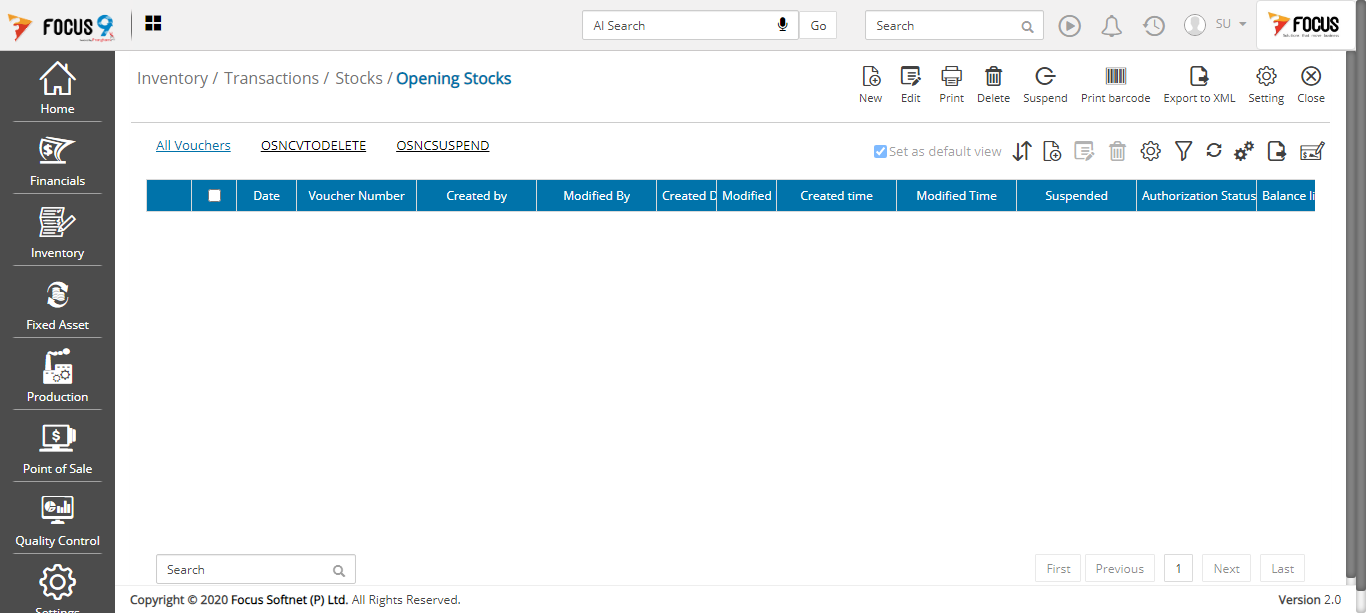 FOCUS 9
AI Search
Go
Search
SU
FOCUS
Home
Financials
Inventory
Fixed Asset
Production
Point of Sale
Quality Control
Settings
Inventory / Transactions / Stocks / Opening Stocks
New Edit Print Delete Suspend Print barcode Export to XML Setting Close
All Vouchers OSNCVTODELETE OSNCSUSPEND
Set as default view
Date Voucher Number Created by Modified By Created D Modified Created time Modified Time Suspended Authorization Status Balance li
Search
First Previous 1 Next Last
Copyright © 2020 Focus Softnet (P) Ltd. All Rights Reserved.
Version 2.0